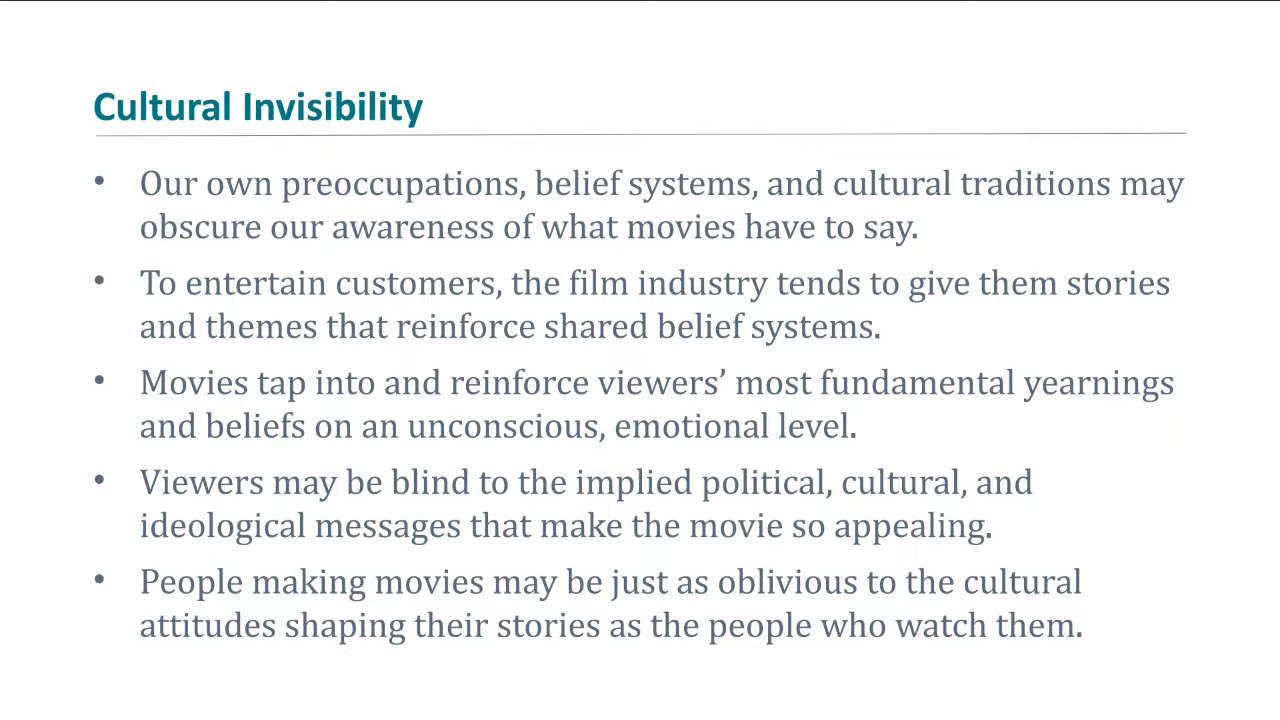 Cultural Invisibility
• Our own preoccupations, belief systems, and cultural traditions may
obscure our awareness of what movies have to say.
• To entertain customers, the film industry tends to give them stories
and themes that reinforce shared belief systems.
• Movies tap into and reinforce viewers’ most fundamental yearnings
and beliefs on an unconscious, emotional level.
• Viewers may be blind to the implied political, cultural, and
ideological messages that make the movie so appealing.
• People making movies may be just as oblivious to the cultural
attitudes shaping their stories as the people who watch them.